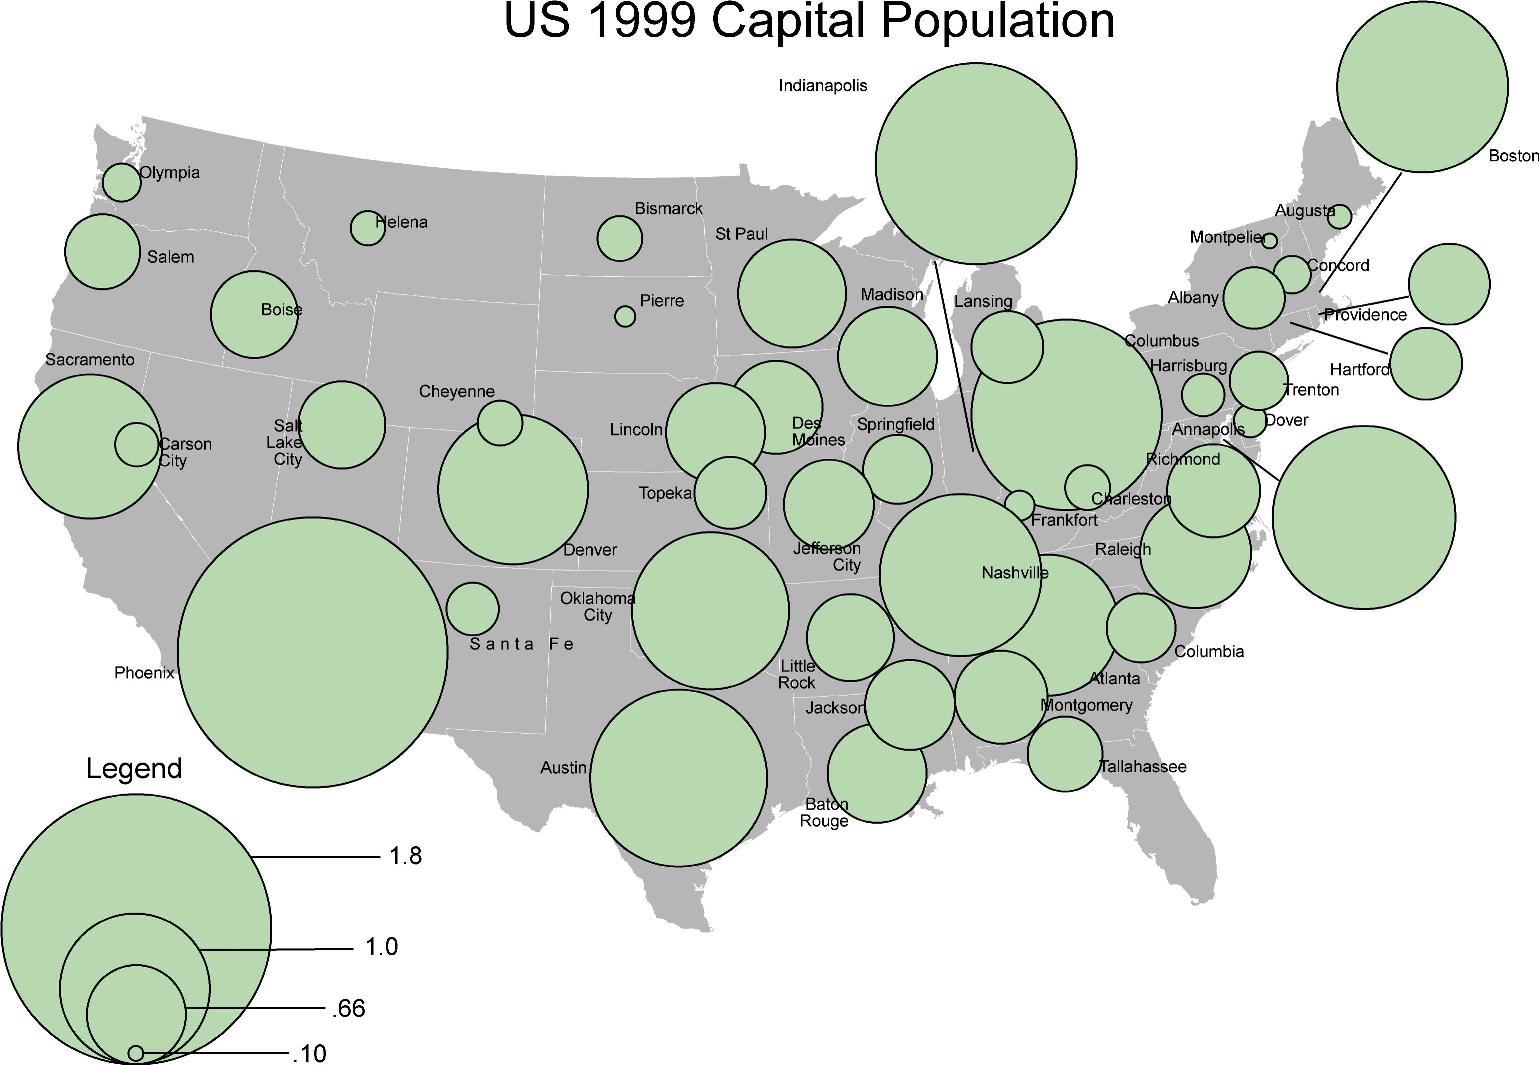 US 1999 Capital Population
Indianapolis
Boston
Olympia
Helena
Bismarck
Augusta
St Paul
Montpelier
Salem
Concord
Madison
Lansing
Albany
Pierre
Boise
Providence
Columbus
Sacramento
Harrisburg
Hartford
Cheyenne
Trenton
Salt
Lake
City
Carson
City
Lincoln
Des
Moines
Springfield
Dover
Annapolis
Richmond
Topeka
Charleston
Frankfort
Denver
Jefferson
City
Raleigh
Nashville
Oklahoma
City
Santa Fe
Columbia
Phoenix
Little
Rock
Atlanta
Jackson
Montgomery
Austin
Tallahassee
Baton
Rouge
Legend
1.8
1.0
.66
.10